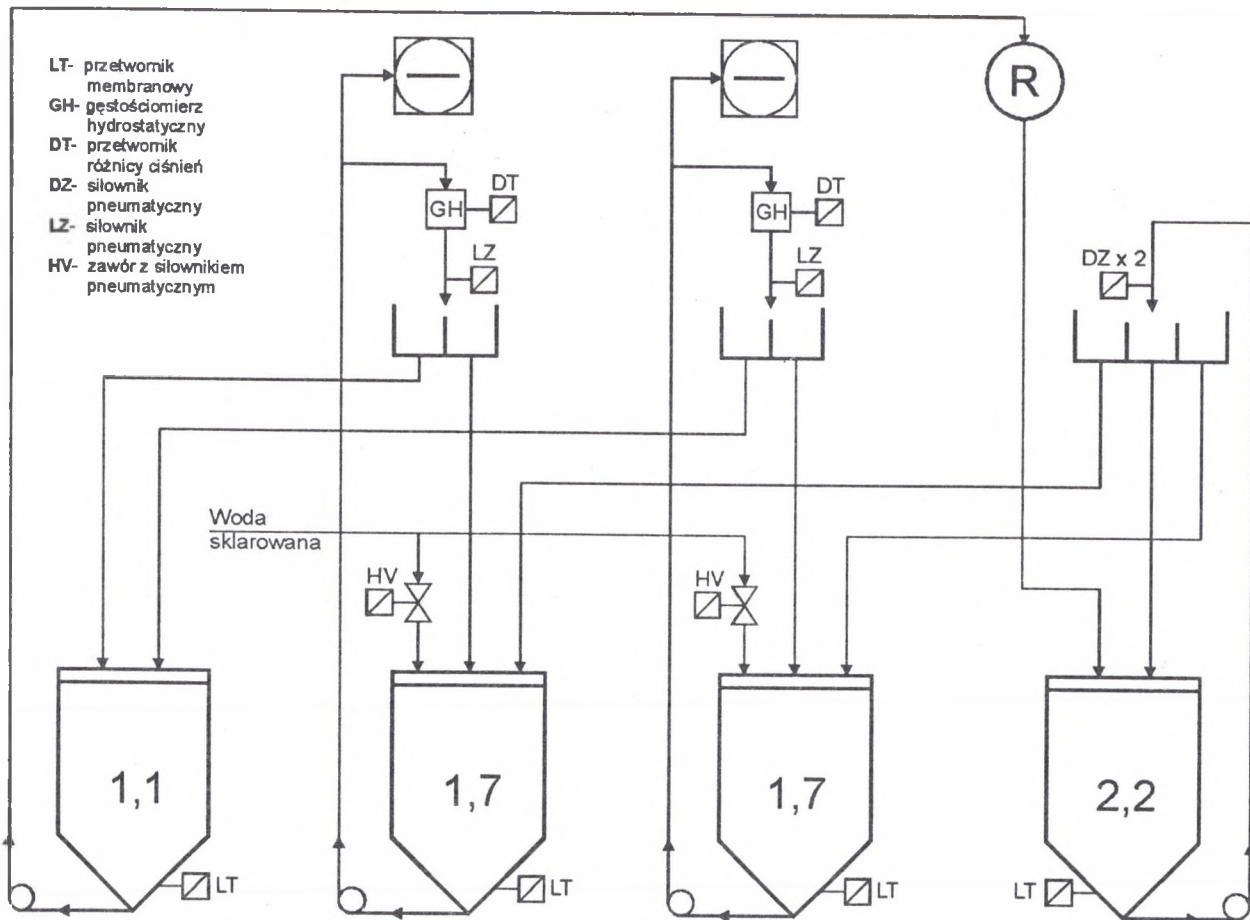 LT- przetwornik
membranowy
GH- gęstościomierz
hydrostatyczny
DT- przetwornik
różnicy ciśnień
DZ- siłownik
pneumatyczny
LZ- siłownik
pneumatyczny
HV- zawór z siłownikiem
pneumatycznym
R
DT
GH
LZ
DT
GH
LZ
DZ x 2
Woda
sklarowana
HV
HV
1,1
1,7
1,7
2,2
LT
LT
LT
LT